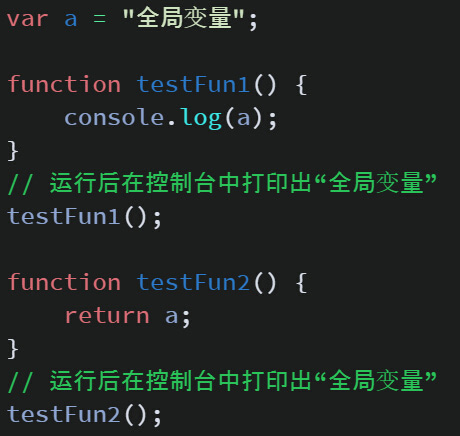 var a = "全局变量";
function testFun1() {
    console.log(a);
}
// 运行后在控制台中打印出“全局变量”
testFun1();
function testFun2() {
    return a;
}
// 运行后在控制台中打印出“全局变量”
testFun2();